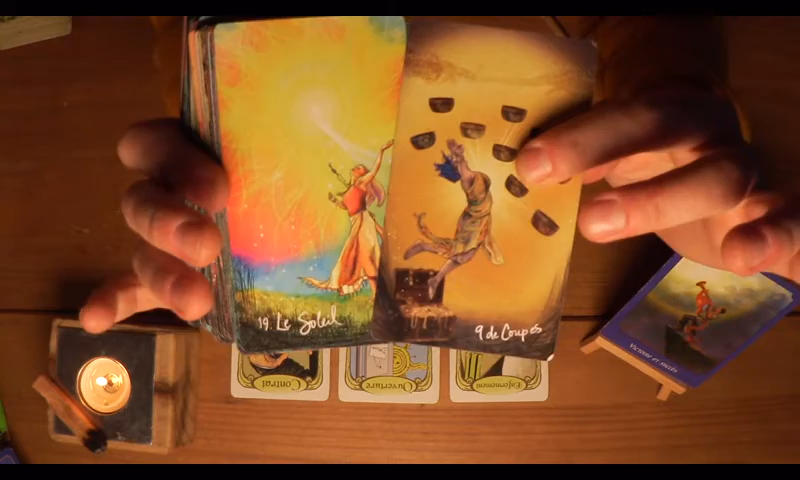 19. Le Soleil
9 de Coupes
Contrat
Ouverture
Enfermement
Victoire et succès